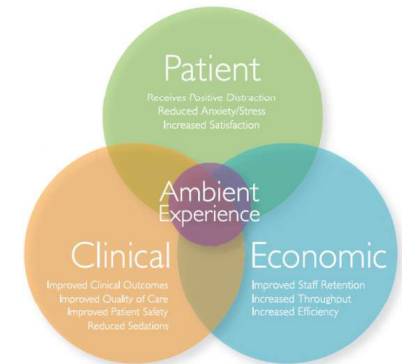 Patient
Receives Positive Distraction
Reduced Anxiety/Stress
Increased Satisfaction
Ambient
Experience
Clinical
Improved Clinical Outcomes
Improved Quality of Care
Improved Patient Safety
Reduced Sedations
Economic
Improved Staff Retention
Increased Throughput
Increased Efficiency